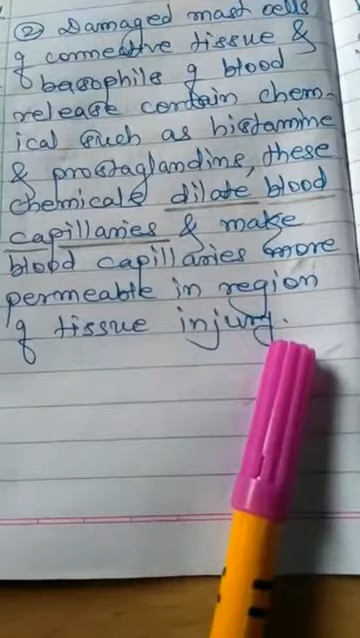 ② Damaged mast cells
of connective tissue &
basophils of blood
release certain chem-
ical such as histamine
& prostaglandins, these
chemicals dilate blood
capillaries & make
blood capillaries more
permeable in region
of tissue injury.